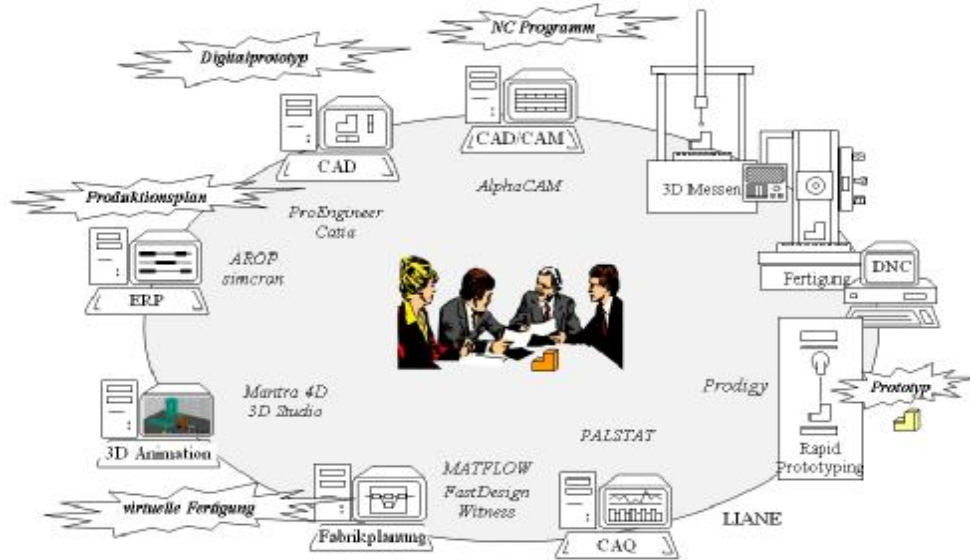 NC Programm
Digitalprototyp
CAD/CAM
CAD
3D Messen
AlphaCAM
Produktionsplan
ProEngineer
Catia
AROP
simcron
ERP
Fertigung
DNC
Mantra 4D
3D Studio
Prodigy
Prototyp
PALSTAT
3D Animation
Rapid
Prototyping
MATFLOW
FastDesign
Witness
virtuelle Fertigung
LIANE
Fabrikplanung
CAQ